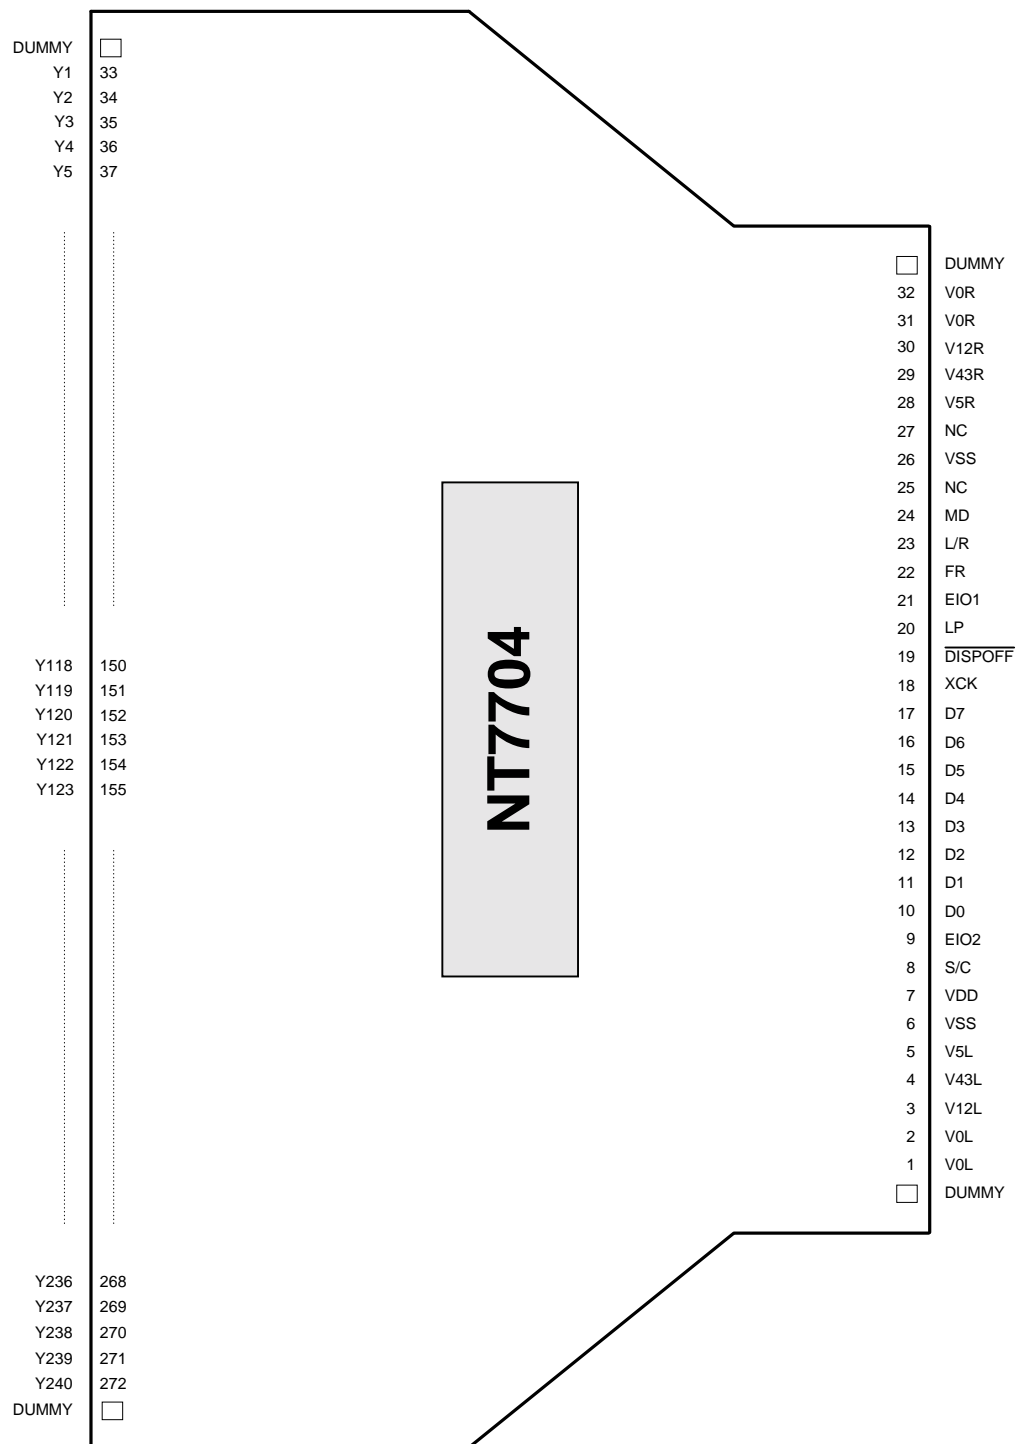 DUMMY
Y1 33
Y2 34
Y3 35
Y4 36
Y5 37
Y118 150
Y119 151
Y120 152
Y121 153
Y122 154
Y123 155
Y236 268
Y237 269
Y238 270
Y239 271
Y240 272
DUMMY
NT7704
DUMMY
32 V0R
31 V0R
30 V12R
29 V43R
28 V5R
27 NC
26 VSS
25 NC
24 MD
23 L/R
22 FR
21 EIO1
20 LP
19 DISPOFF
18 XCK
17 D7
16 D6
15 D5
14 D4
13 D3
12 D2
11 D1
10 D0
9 EIO2
8 S/C
7 VDD
6 VSS
5 V5L
4 V43L
3 V12L
2 V0L
1 V0L
DUMMY